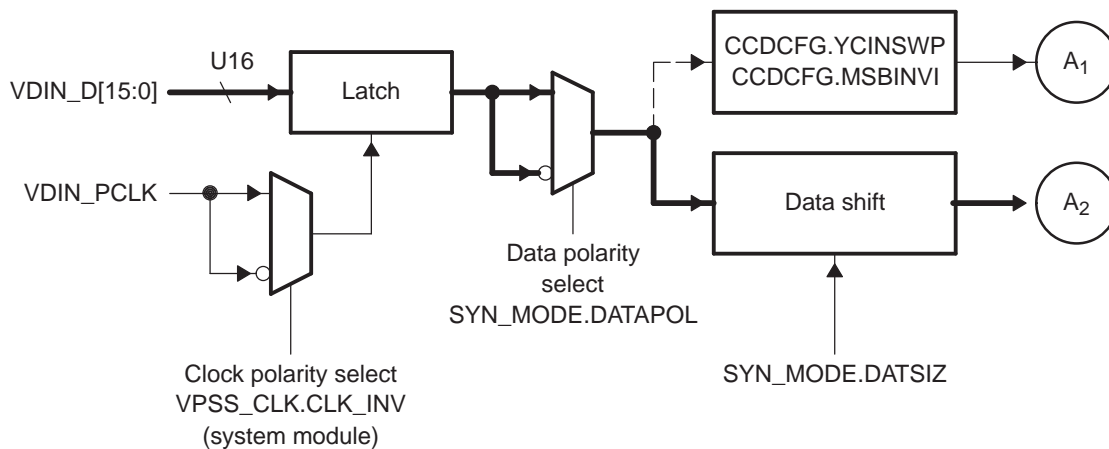 U16
VDIN_D[15:0]
Latch
CCDCFG.YCINSWP
CCDCFG.MSBINVI
A1
VDIN_PCLK
Data shift
A2
Data polarity
select
SYN_MODE.DATAPOL
SYN_MODE.DATSIZ
Clock polarity select
VPSS_CLK.CLK_INV
(system module)